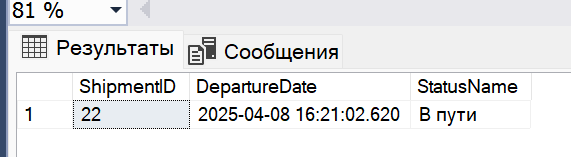 81 %
Результаты Сообщения
ShipmentID DepartureDate StatusName
1 22 2025-04-08 16:21:02.620 В пути